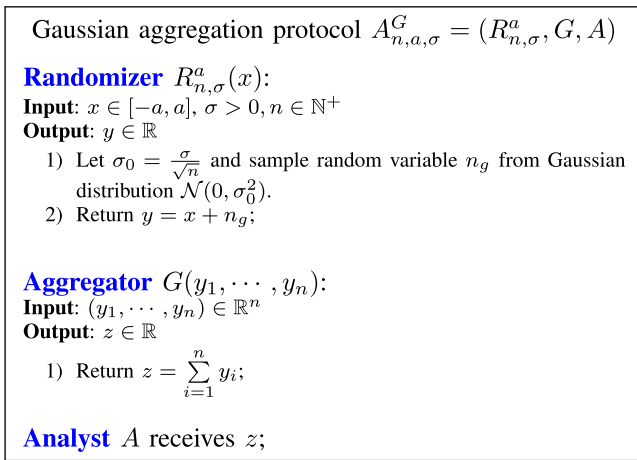 Gaussian aggregation protocol $A^G_{n,a,\sigma} = (R^a_{n,\sigma}, G, A)$
Randomizer $R^a_{n,\sigma}(x)$:
Input: $x \in [-a, a]$, $\sigma > 0, n \in \mathbb{N}^+$
Output: $y \in \mathbb{R}$
1) Let $\sigma_0 = \frac{\sigma}{\sqrt{n}}$ and sample random variable $n_g$ from Gaussian
distribution $\mathcal{N}(0, \sigma_0^2)$.
2) Return $y = x + n_g$;
Aggregator $G(y_1, \cdots, y_n)$:
Input: $(y_1, \cdots, y_n) \in \mathbb{R}^n$
Output: $z \in \mathbb{R}$
1) Return $z = \sum\limits_{i=1}^{n} y_i$;
Analyst $A$ receives $z$;